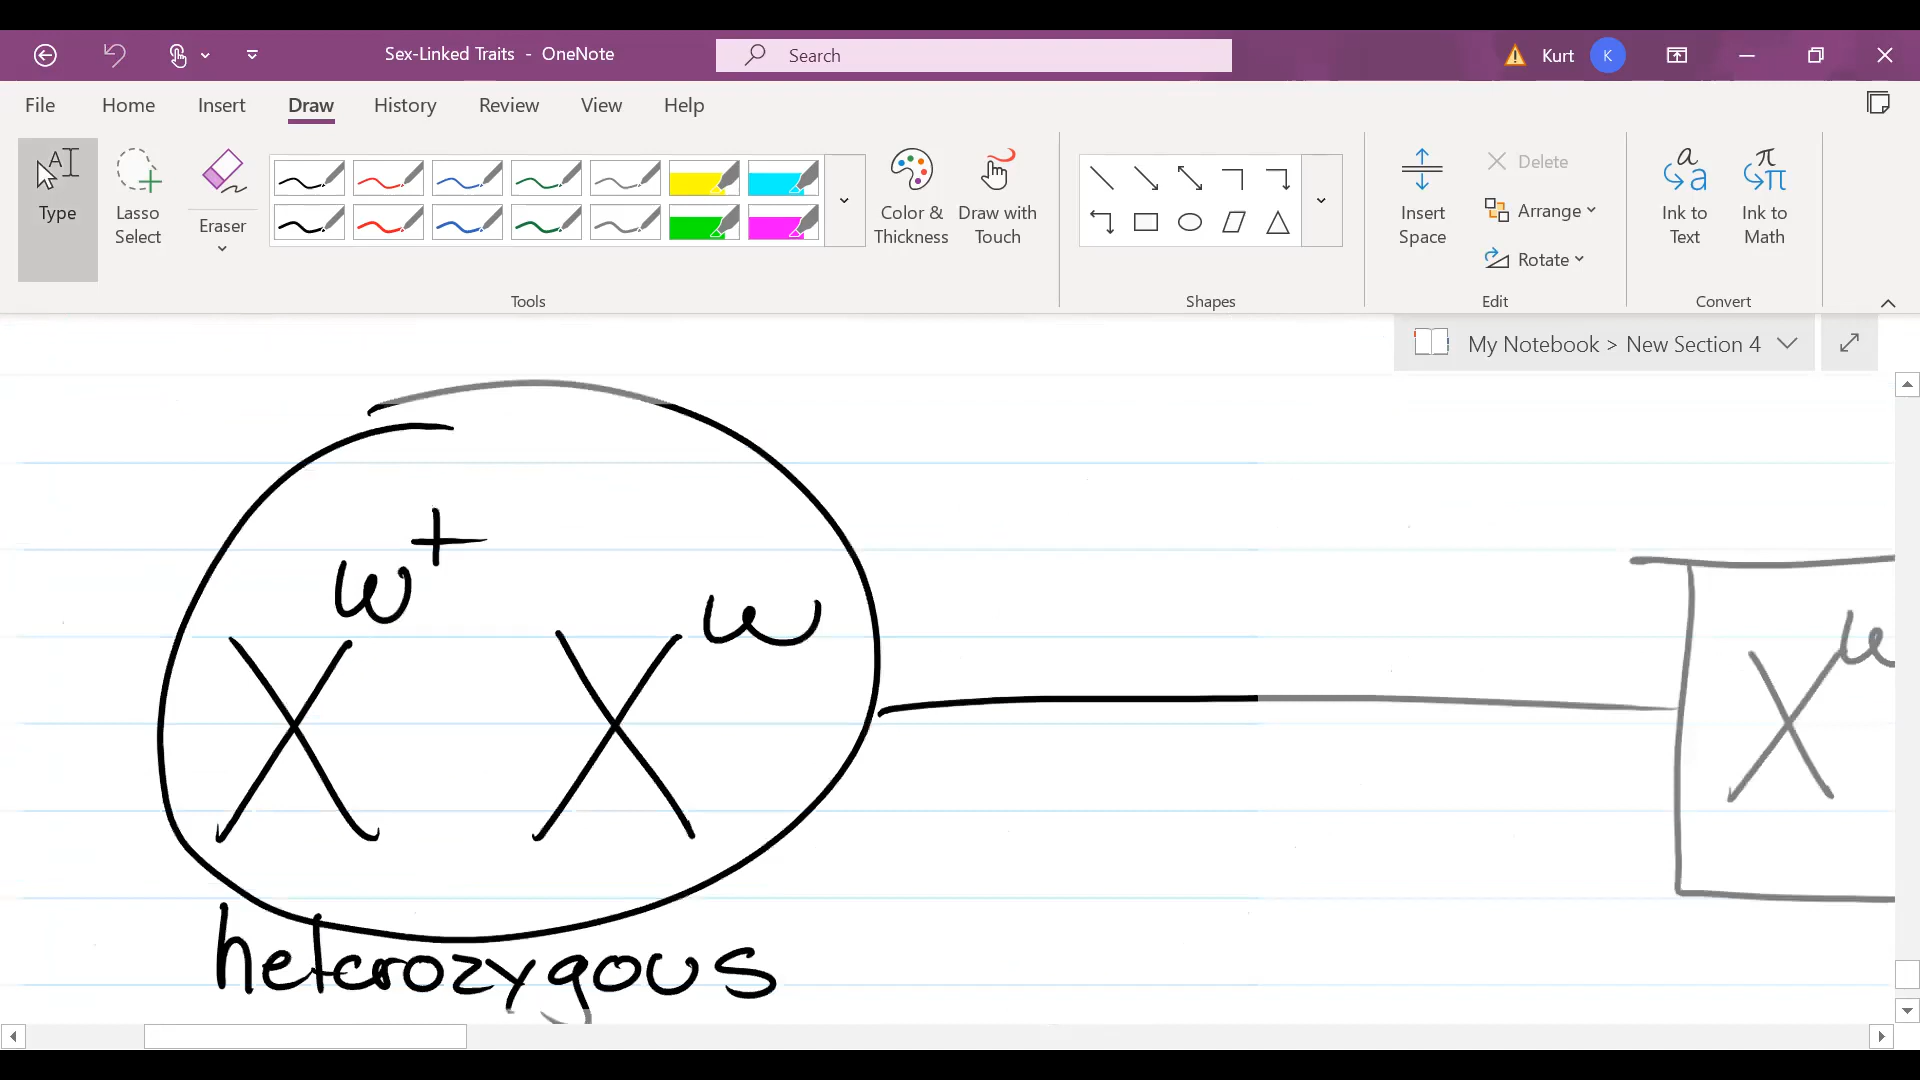 Sex-Linked Traits - OneNote
Search
Kurt
K
File Home Insert Draw History Review View Help
Type
Lasso Select
Eraser
Color & Thickness
Draw with Touch
Insert Space
Delete
Arrange
Rotate
Ink to Text
Ink to Math
Tools
Shapes
Edit
Convert
My Notebook > New Section 4
X^w+ X^w
X
heterozygous